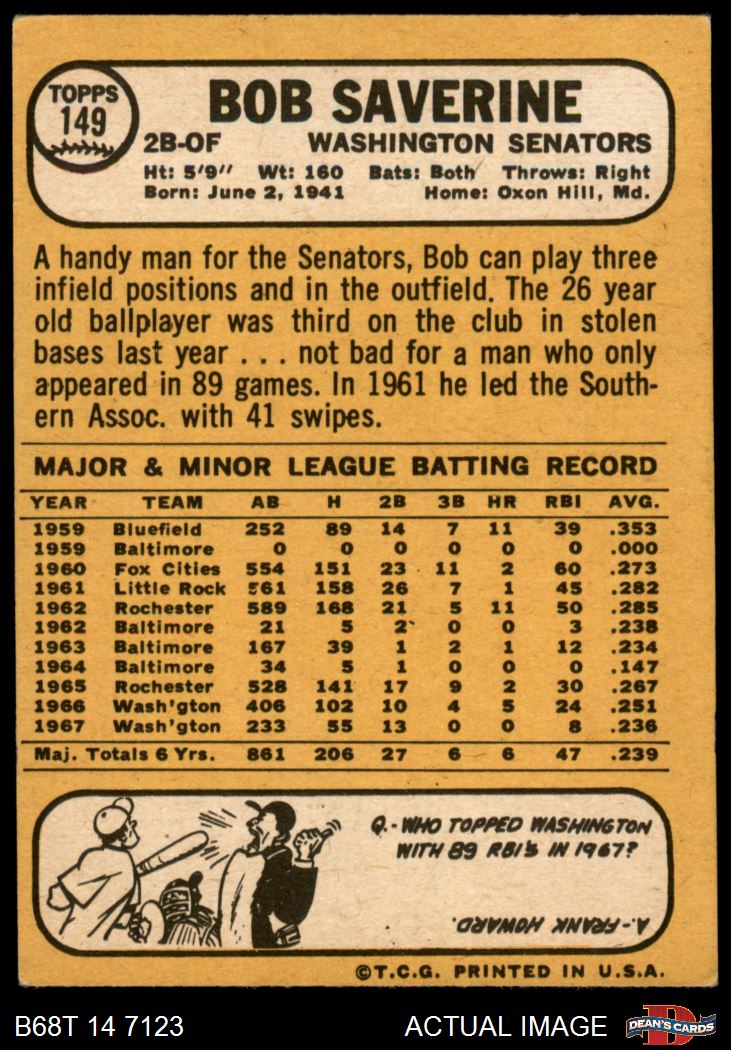 TOPPS
149
BOB SAVERINE
2B-OF WASHINGTON SENATORS
Ht: 5'9" Wt: 160 Bats: Both Throws: Right
Born: June 2, 1941 Home: Oxon Hill, Md.
A handy man for the Senators, Bob can play three
infield positions and in the outfield. The 26 year
old ballplayer was third on the club in stolen
bases last year . . . not bad for a man who only
appeared in 89 games. In 1961 he led the South-
ern Assoc. with 41 swipes.
MAJOR & MINOR LEAGUE BATTING RECORD
YEAR TEAM AB H 2B 3B HR RBI AVG.
1959 Bluefield 252 89 14 7 11 39 .353
1959 Baltimore 0 0 0 0 0 0 .000
1960 Fox Cities 554 151 23 11 2 60 .273
1961 Little Rock 561 158 26 7 1 45 .282
1962 Rochester 589 168 21 5 11 50 .285
1962 Baltimore 21 5 2 0 0 3 .238
1963 Baltimore 167 39 1 2 1 12 .234
1964 Baltimore 34 5 1 0 0 0 .147
1965 Rochester 528 141 17 9 2 30 .267
1966 Wash'gton 406 102 10 4 5 24 .251
1967 Wash'gton 233 55 13 0 0 8 .236
Maj. Totals 6 Yrs. 861 206 27 6 6 47 .239
Q.-WHO TOPPED WASHINGTON
WITH 89 RBI'S IN 1967?
A.-FRANK HOWARD.
©T.C.G. PRINTED IN U.S.A.
B68T 14 7123 ACTUAL IMAGE
D
DEAN'S CARDS